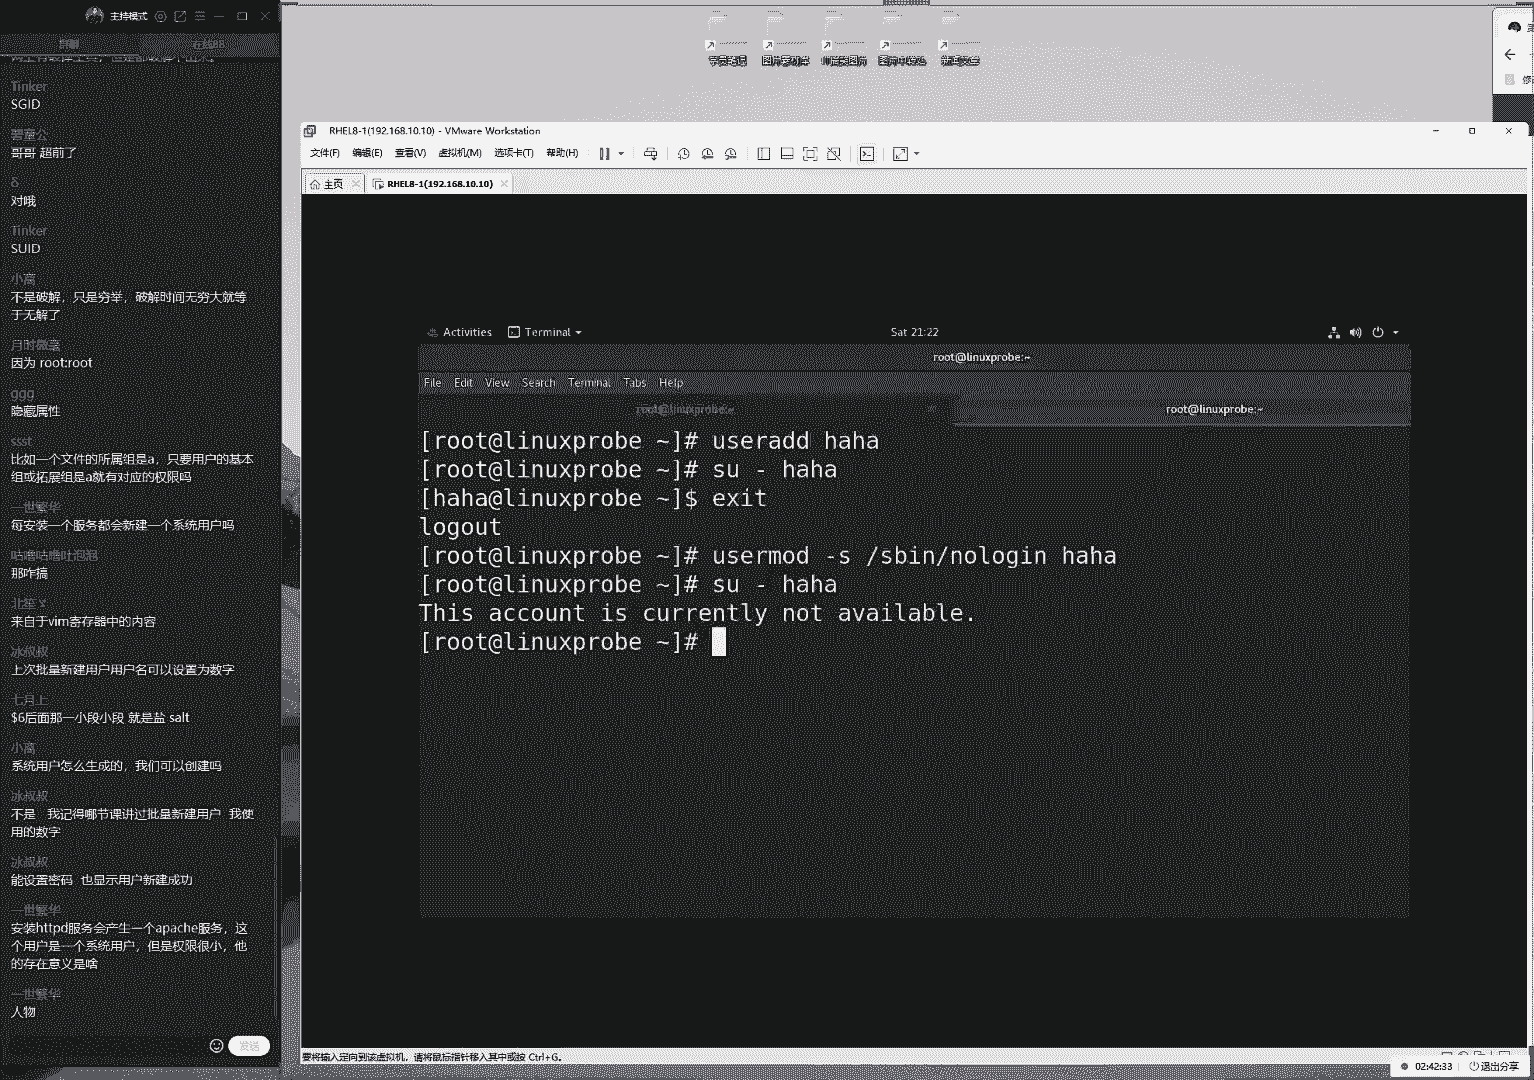 主持模式
Tinker
SGID
碧童公
哥哥 超前了
δ
对哦
Tinker
SUID
小高
不是破解，只是穷举，破解时间无穷大就等
于无解了
因为 root:root
ggg
隐藏属性
ssst
比如一个文件的所属组是a，只要用户的基本
组或拓展组是a就有对应的权限吗
一世繁华
每安装一个服务都会新建一个系统用户吗
咕噜咕噜吐泡泡
那咋搞
来自于vim寄存器中的内容
冰叔叔
上次批量新建用户用户名可以设置为数字
七月上
$6后面那一小段小段 就是盐 salt
小高
系统用户怎么生成的，我们可以创建吗
冰叔叔
不是   我记得哪节课讲过批量新建用户  我使
用的数字
冰叔叔
能设置密码  也显示用户新建成功
一世繁华
安装httpd服务会产生一个apache服务，这
个用户是一个系统用户，但是权限很小，他
的存在意义是啥
一世繁华
人物
发送
RHEL8-1(192.168.10.10) - VMware Workstation
文件(F) 编辑(E) 查看(V) 虚拟机(M) 选项卡(T) 帮助(H)
主页 RHEL8-1(192.168.10.10)
Activities Terminal Sat 21:22
root@linuxprobe:~
File Edit View Search Terminal Tabs Help
root@linuxprobe:~ root@linuxprobe:~
[root@linuxprobe ~]# useradd haha
[root@linuxprobe ~]# su - haha
[haha@linuxprobe ~]$ exit
logout
[root@linuxprobe ~]# usermod -s /sbin/nologin haha
[root@linuxprobe ~]# su - haha
This account is currently not available.
[root@linuxprobe ~]#
要将输入定向到该虚拟机，请将鼠标指针移入其中或按 Ctrl+G。
02:42:33 退出分享